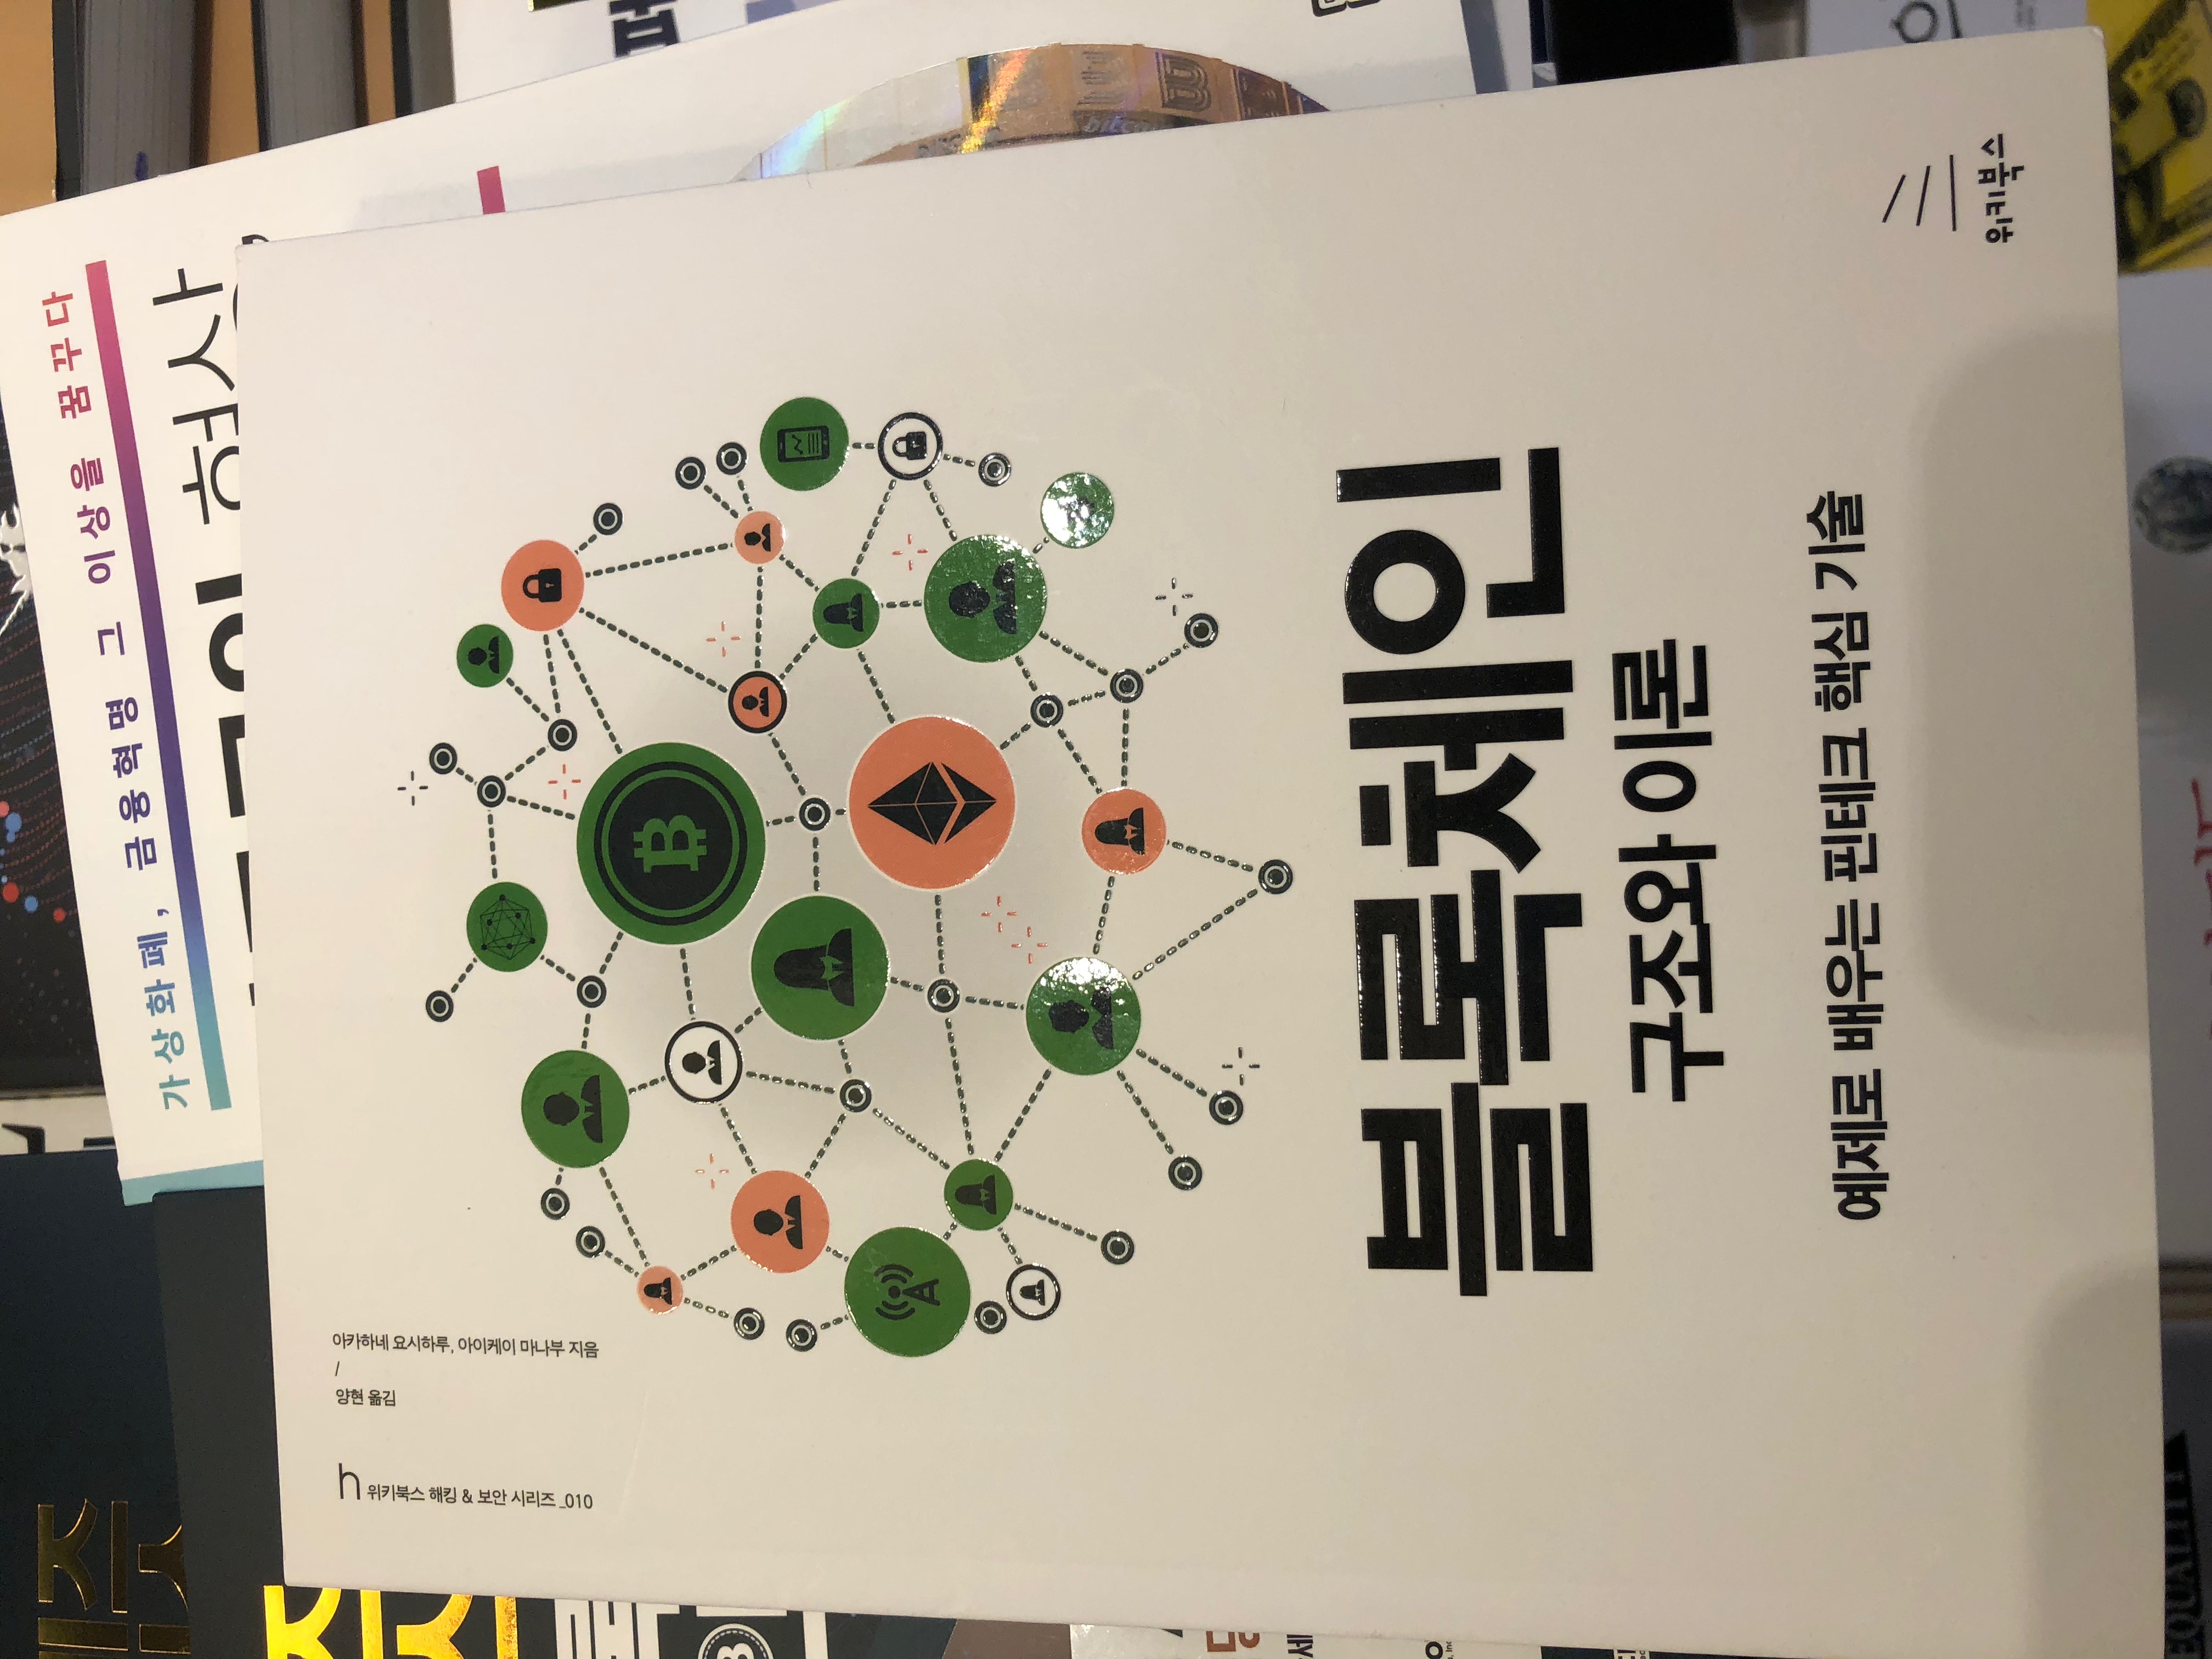 가상화폐, 금융혁명 그 이상을 꿈꾸다
현상,
아카하네 요시하루, 아이케이 마나부 지음
/
양현 옮김
h 위키북스 해킹 & 보안 시리즈_010
블록체인
구조와 이론
예제로 배우는 핀테크 핵심 기술
위키북스
EQUALITY